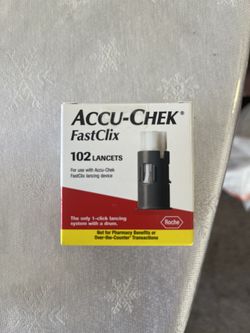 ACCU-CHEK®
FastClix
102 LANCETS
For use with Accu-Chek
FastClix lancing device
The only 1-click lancing
system with a drum.
Roche
Not for Pharmacy Benefits or
Over-the-Counter Transactions